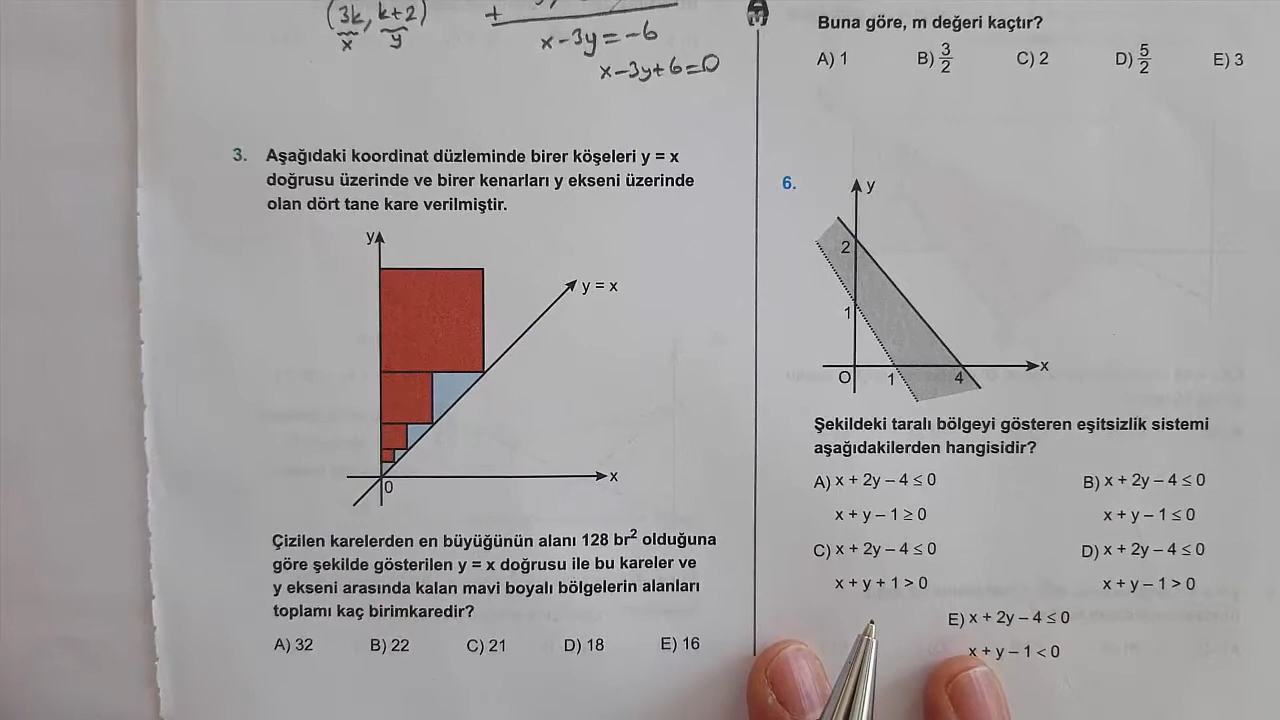 (3k, k+2)
x y
+
x-3y=-6
x-3y+6=0
3. Aşağıdaki koordinat düzleminde birer köşeleri y = x
doğrusu üzerinde ve birer kenarları y ekseni üzerinde
olan dört tane kare verilmiştir.
y
y = x
x
0
Çizilen karelerden en büyüğünün alanı 128 br² olduğuna
göre şekilde gösterilen y = x doğrusu ile bu kareler ve
y ekseni arasında kalan mavi boyalı bölgelerin alanları
toplamı kaç birimkaredir?
A) 32 B) 22 C) 21 D) 18 E) 16
Buna göre, m değeri kaçtır?
A) 1 B) 3/2 C) 2 D) 5/2 E) 3
6.
y
2
1
O 1 4 x
Şekildeki taralı bölgeyi gösteren eşitsizlik sistemi
aşağıdakilerden hangisidir?
A) x + 2y – 4 ≤ 0 B) x + 2y – 4 ≤ 0
x + y – 1 ≥ 0 x + y – 1 ≤ 0
C) x + 2y – 4 ≤ 0 D) x + 2y – 4 ≤ 0
x + y + 1 > 0 x + y – 1 > 0
E) x + 2y – 4 ≤ 0
x + y – 1 < 0